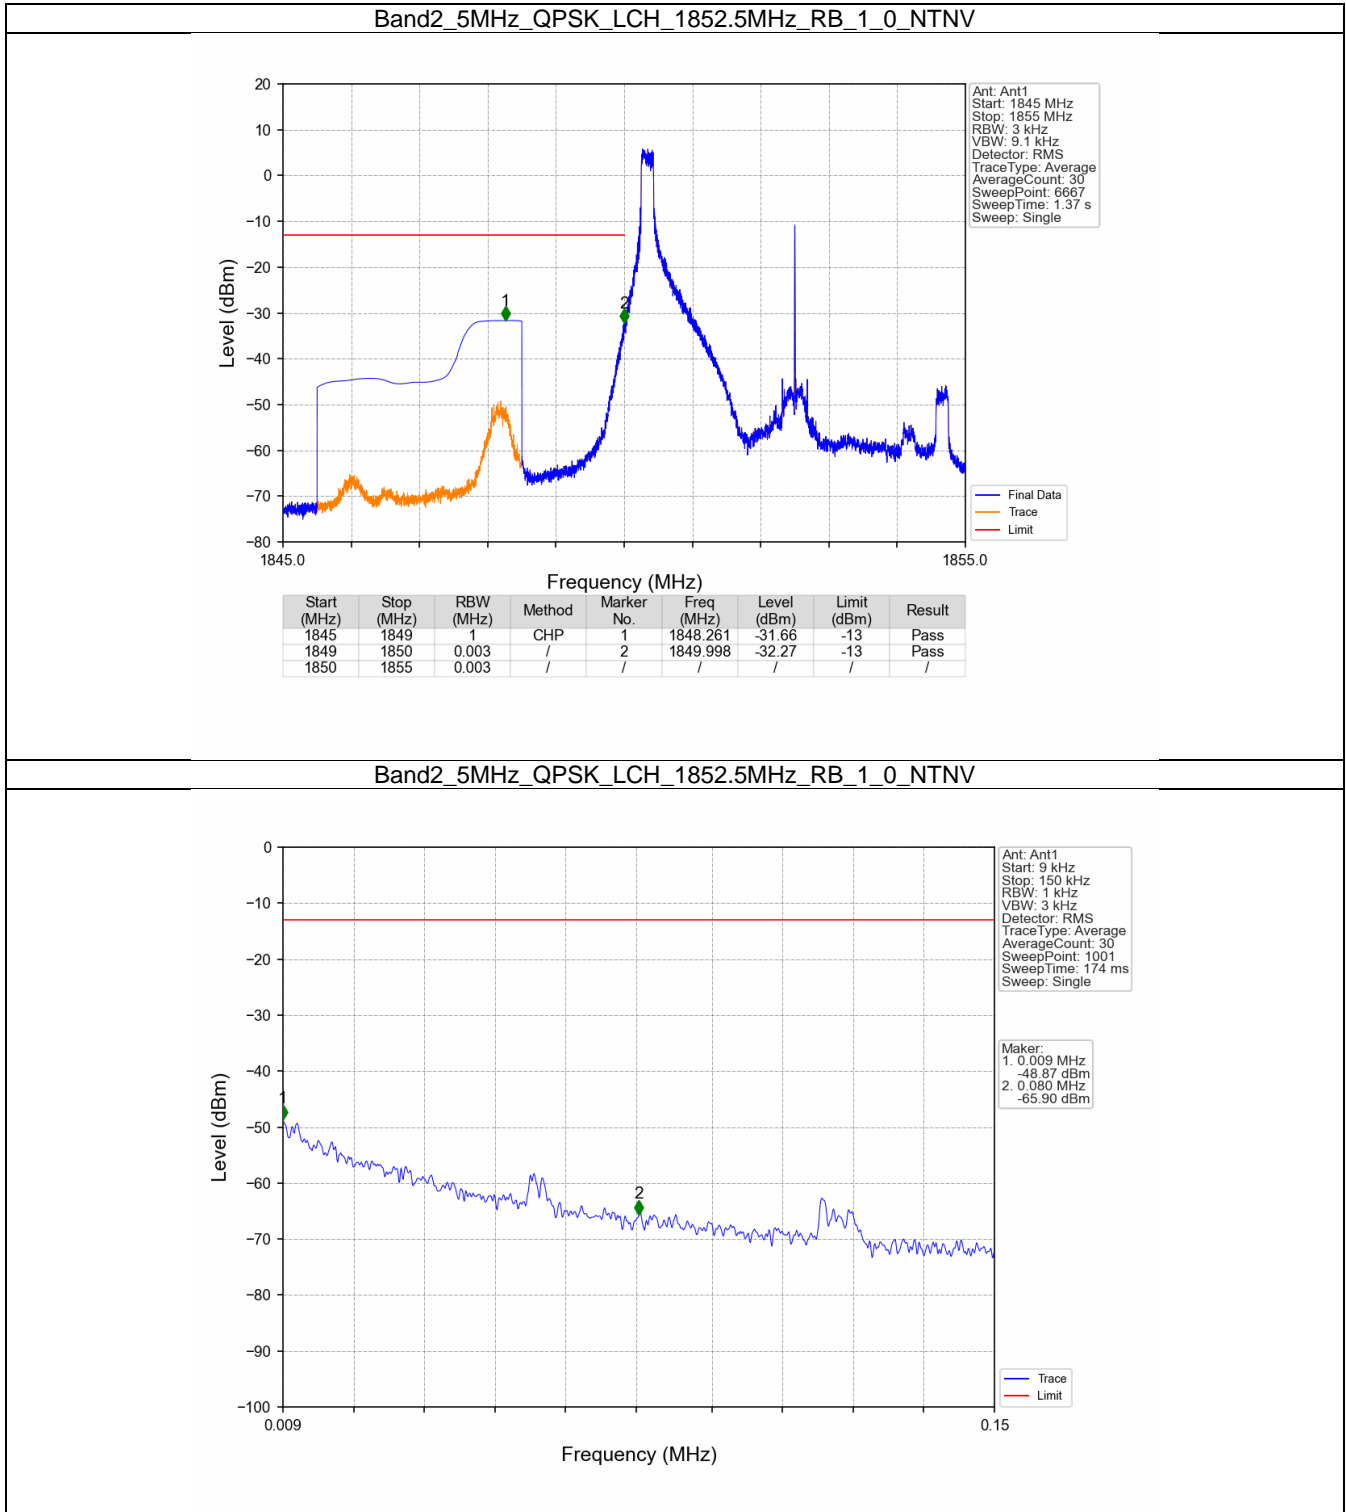 Band2_5MHz_QPSK_LCH_1852.5MHz_RB_1_0_NTNV
20
10
0
−10
−20
−30
−40
−50
−60
−70
−80
Level (dBm)
1
2
1845.0
1855.0
Frequency (MHz)
Ant: Ant1
Start: 1845 MHz
Stop: 1855 MHz
RBW: 3 kHz
VBW: 9.1 kHz
Detector: RMS
TraceType: Average
AverageCount: 30
SweepPoint: 6667
SweepTime: 1.37 s
Sweep: Single
Final Data
Trace
Limit
Start (MHz) Stop (MHz) RBW (MHz) Method Marker No. Freq (MHz) Level (dBm) Limit (dBm) Result
1845 1849 1 CHP 1 1848.261 -31.66 -13 Pass
1849 1850 0.003 / 2 1849.998 -32.27 -13 Pass
1850 1855 0.003 / / / / / /
Band2_5MHz_QPSK_LCH_1852.5MHz_RB_1_0_NTNV
0
−10
−20
−30
−40
−50
−60
−70
−80
−90
−100
Level (dBm)
1
2
0.009
0.15
Frequency (MHz)
Ant: Ant1
Start: 9 kHz
Stop: 150 kHz
RBW: 1 kHz
VBW: 3 kHz
Detector: RMS
TraceType: Average
AverageCount: 30
SweepPoint: 1001
SweepTime: 174 ms
Sweep: Single
Maker:
1. 0.009 MHz
-48.87 dBm
2. 0.080 MHz
-65.90 dBm
Trace
Limit